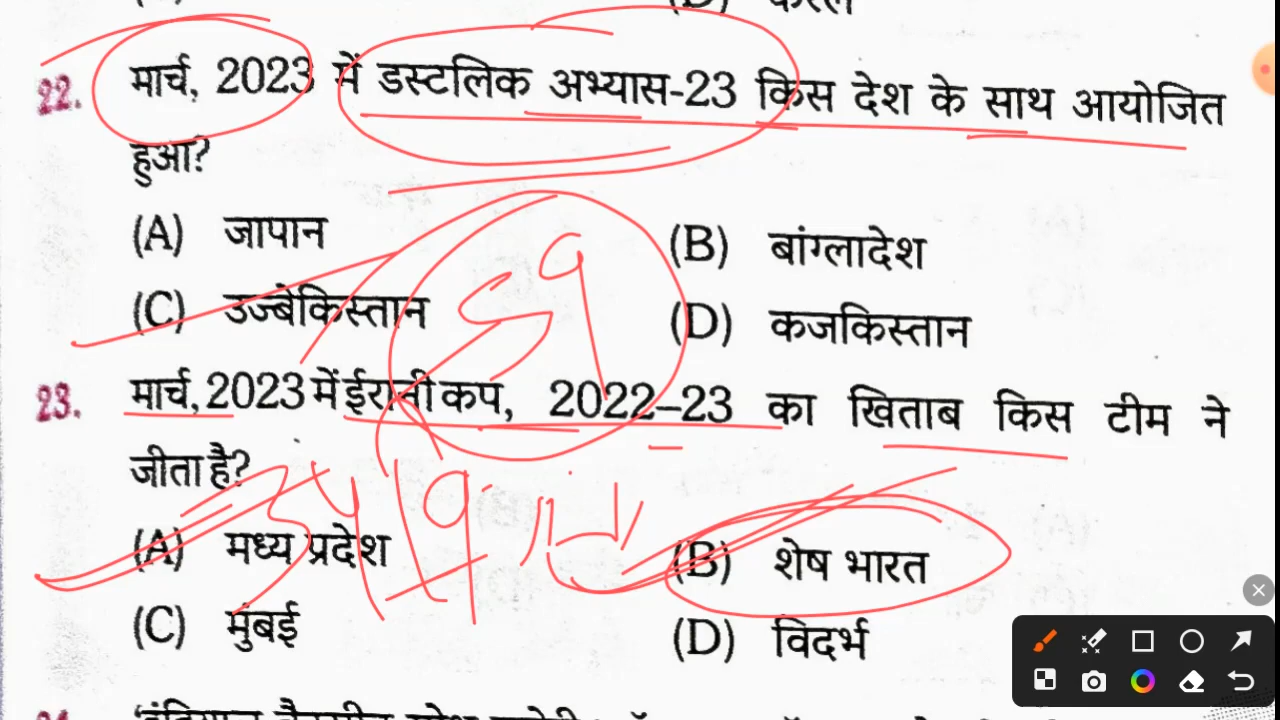 22. मार्च, 2023 में डस्टलिक अभ्यास-23 किस देश के साथ आयोजित
हुआ?
(A) जापान (B) बांग्लादेश
(C) उज्बेकिस्तान (D) कजकिस्तान
23. मार्च, 2023 में ईरानी कप, 2022–23 का खिताब किस टीम ने
जीता है?
(A) मध्य प्रदेश (B) शेष भारत
(C) मुंबई (D) विदर्भ